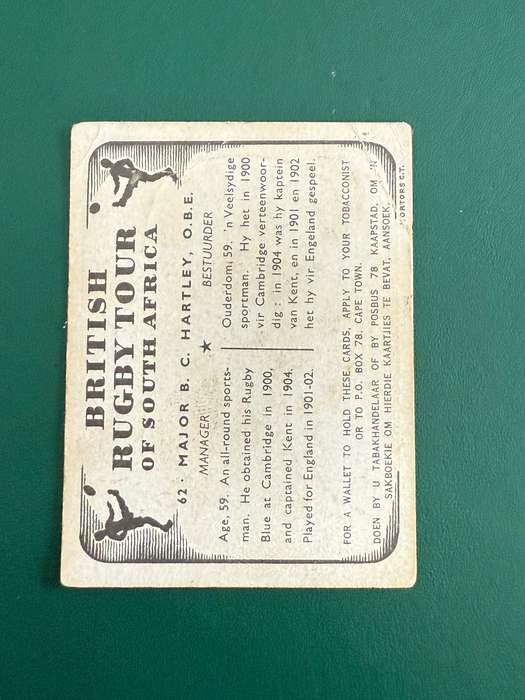 BRITISH
RUGBY TOUR
OF SOUTH AFRICA
62 · MAJOR B. C. HARTLEY, O.B.E.
MANAGER ★ BESTUURDER
Age, 59. An all-round sports-
man. He obtained his Rugby
Blue at Cambridge in 1900,
and captained Kent in 1904.
Played for England in 1901-02.
Ouderdom, 59. 'n Veelsydige
sportman. Hy het in 1900
vir Cambridge verteenwoor-
dig : in 1904 was hy kaptein
van Kent, en in 1901 en 1902
het hy vir Engeland gespeel.
FOR A WALLET TO HOLD THESE CARDS, APPLY TO YOUR TOBACCONIST
OR TO P.O. BOX 78, CAPE TOWN.
DOEN BY U TABAKHANDELAAR OF BY POSBUS 78 KAAPSTAD, OM 'N
SAKBOEKIE OM HIERDIE KAARTJIES TE BEVAT, AANSOEK.
C.T.